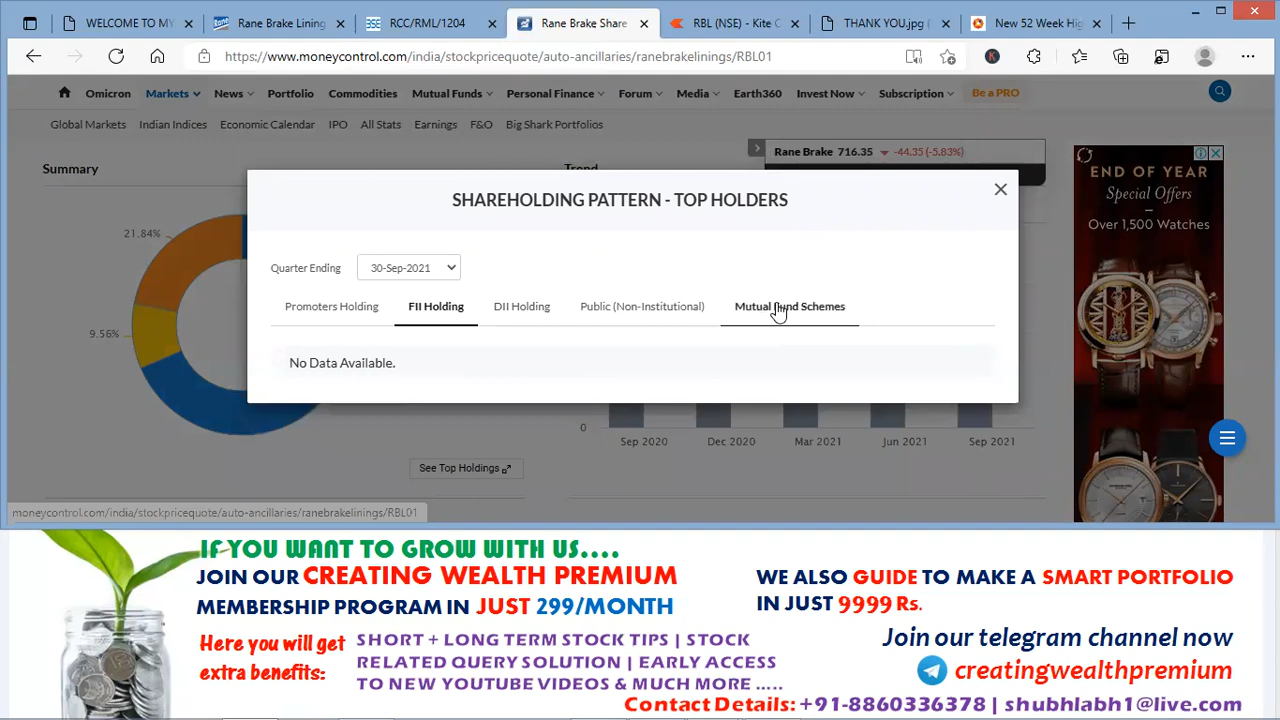 WELCOME TO MY
Rane Brake Lining
RCC/RML/1204
Rane Brake Share
RBL (NSE) - Kite C
THANK YOU.jpg (
New 52 Week Hig
https://www.moneycontrol.com/india/stockpricequote/auto-ancillaries/ranebrakelinings/RBL01
Omicron Markets News Portfolio Commodities Mutual Funds Personal Finance Forum Media Earth360 Invest Now Subscription Be a PRO
Global Markets Indian Indices Economic Calendar IPO All Stats Earnings F&O Big Shark Portfolios
Summary
Trend
Rane Brake 716.35 -44.35 (-5.83%)
SHAREHOLDING PATTERN - TOP HOLDERS
Quarter Ending 30-Sep-2021
Promoters Holding FII Holding DII Holding Public (Non-Institutional) Mutual Fund Schemes
No Data Available.
21.84%
9.56%
0
Sep 2020 Dec 2020 Mar 2021 Jun 2021 Sep 2021
See Top Holdings
END OF YEAR
Special Offers
Over 1,500 Watches
moneycontrol.com/india/stockpricequote/auto-ancillaries/ranebrakelinings/RBL01
IF YOU WANT TO GROW WITH US....
JOIN OUR CREATING WEALTH PREMIUM
MEMBERSHIP PROGRAM IN JUST 299/MONTH
Here you will get
extra benefits:
SHORT + LONG TERM STOCK TIPS | STOCK
RELATED QUERY SOLUTION | EARLY ACCESS
TO NEW YOUTUBE VIDEOS & MUCH MORE .....
WE ALSO GUIDE TO MAKE A SMART PORTFOLIO
IN JUST 9999 Rs.
Join our telegram channel now
creatingwealthpremium
Contact Details: +91-8860336378 | shubhlabh1@live.com